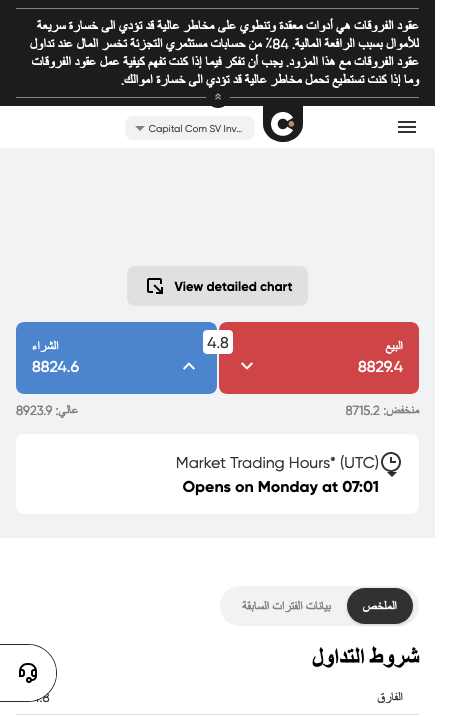 عقود الفروقات هي أدوات معقدة وتنطوي على مخاطر عالية قد تؤدي الى خسارة سريعة
للأموال بسبب الرافعة المالية. 84٪ من حسابات مستثمري التجزئة تخسر المال عند تداول
عقود الفروقات مع هذا المزود. يجب أن تفكر فيما إذا كنت تفهم كيفية عمل عقود الفروقات
وما إذا كنت تستطيع تحمل مخاطر عالية قد تؤدي الى خسارة اموالك.
Capital Com SV Inv...
View detailed chart
البيع
8829.4
4.8
الشراء
8824.6
منخفض: 8715.2
عالي: 8923.9
Market Trading Hours* (UTC)
Opens on Monday at 07:01
الملخص
بيانات الفترات السابقة
شروط التداول
الفارق